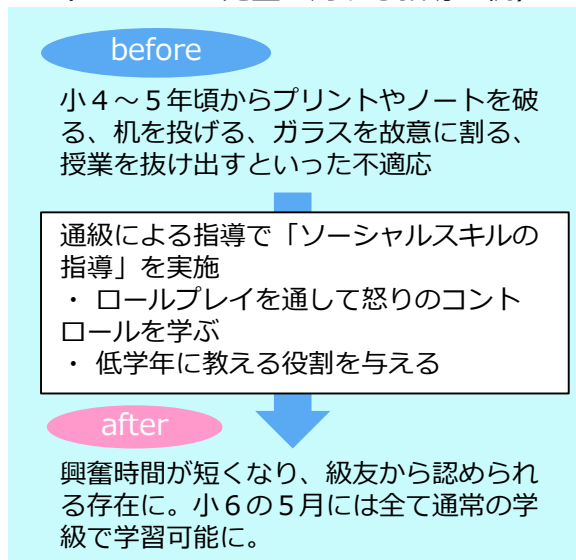 before
小４～５年頃からプリントやノートを破
る、机を投げる、ガラスを故意に割る、
授業を抜け出すといった不適応
通級による指導で「ソーシャルスキルの
指導」を実施
・ ロールプレイを通して怒りのコント
ロールを学ぶ
・ 低学年に教える役割を与える
after
興奮時間が短くなり、級友から認められ
る存在に。小６の５月には全て通常の学
級で学習可能に。